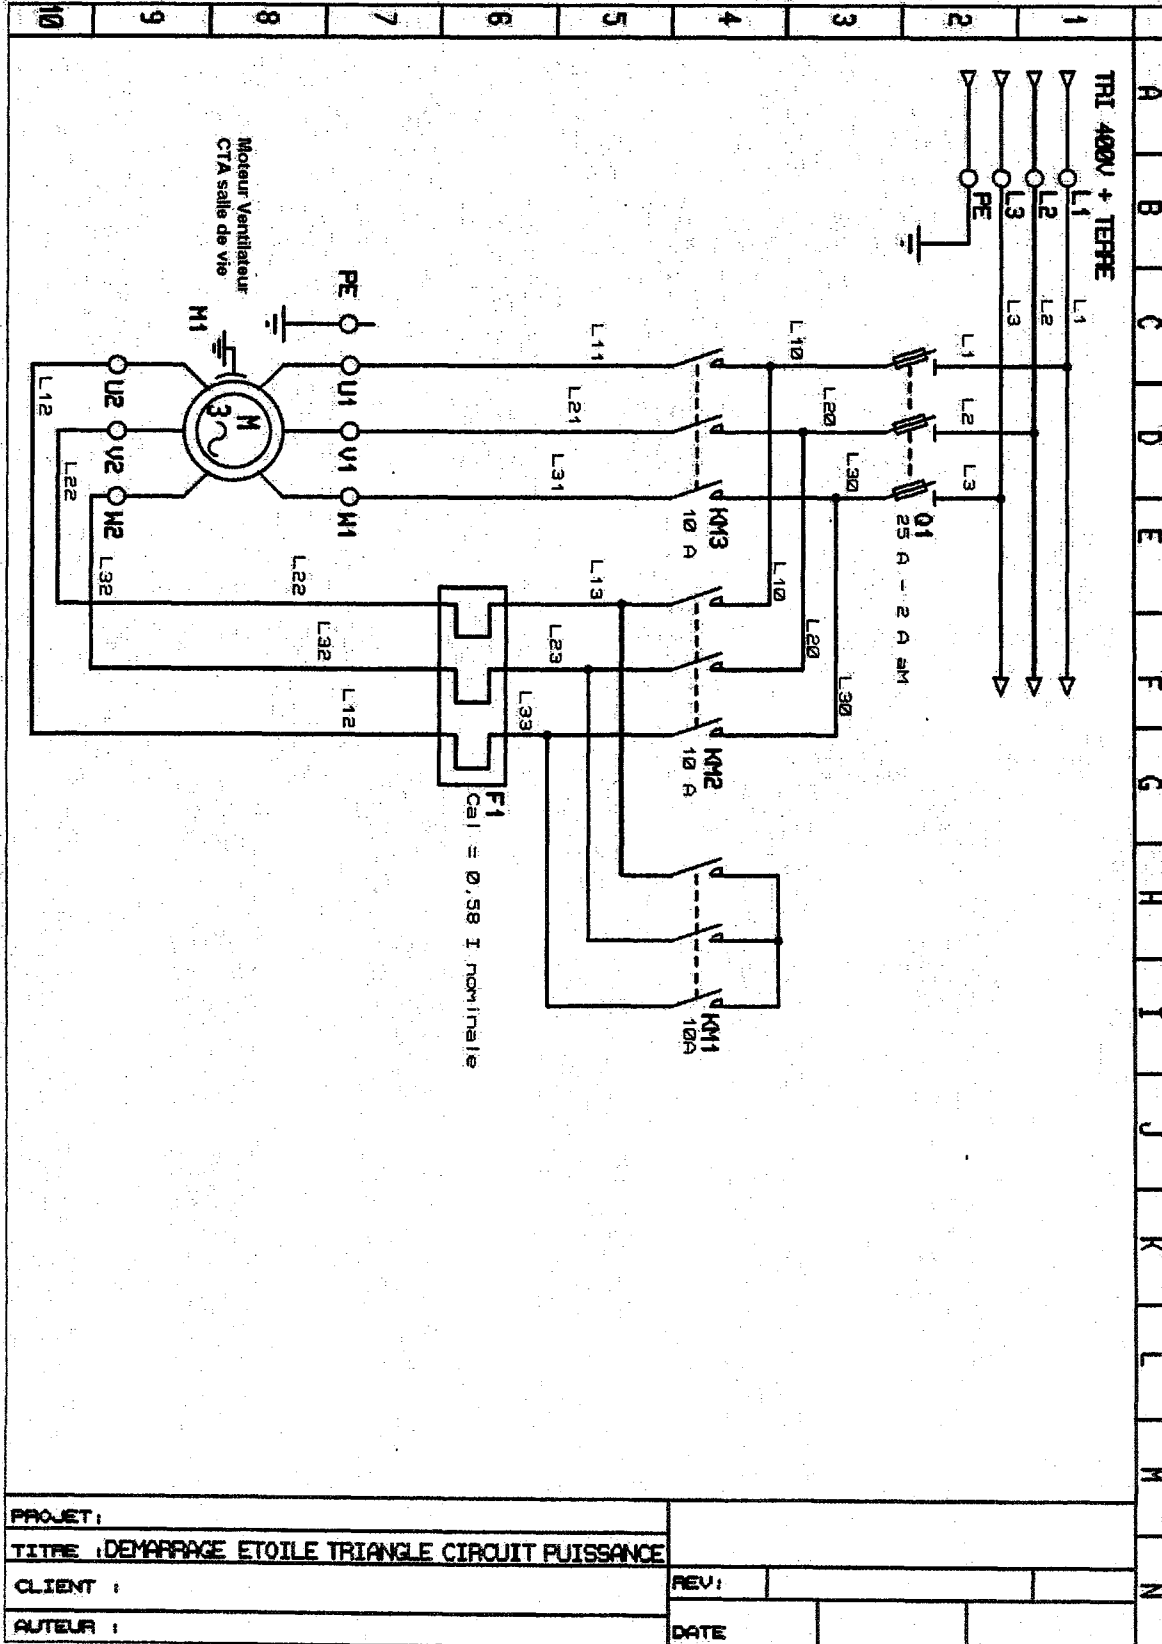 1 2 3 4 5 6 7 8 9 10
A B C D E F G H I J K L M N
TRI 400V + TERRE
L1
L2
L3
PE
L1
L2
L3
L1
L2
L3
Q1
25 A - 2 A aM
L10
L20
L30
L10
L20
L30
KM3
10 A
KM2
10 A
KM1
10A
L11
L21
L31
L13
L23
L33
F1
Cal = 0,58 I nominale
PE
U1
V1
W1
L22
L32
L12
Moteur Ventilateur
CTA salle de vie
M1
M
3
U2
V2
W2
L12
L22
L32
PROJET:
TITRE :DEMARRAGE ETOILE TRIANGLE CIRCUIT PUISSANCE
CLIENT :
AUTEUR :
REV:
DATE